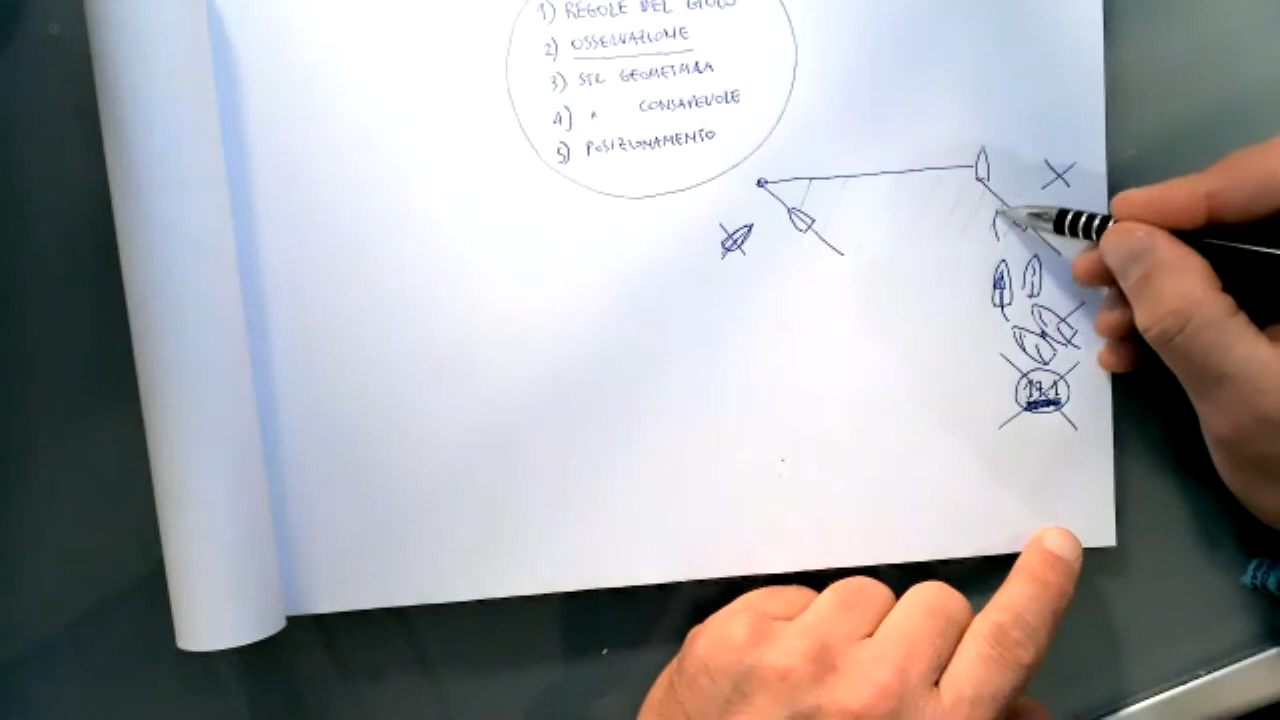 1) REGOLE DEL GIOCO
2) OSSERVAZIONE
3) STR GEOMETRICA
4) " CONSAPEVOLE
5) POSIZIONAMENTO